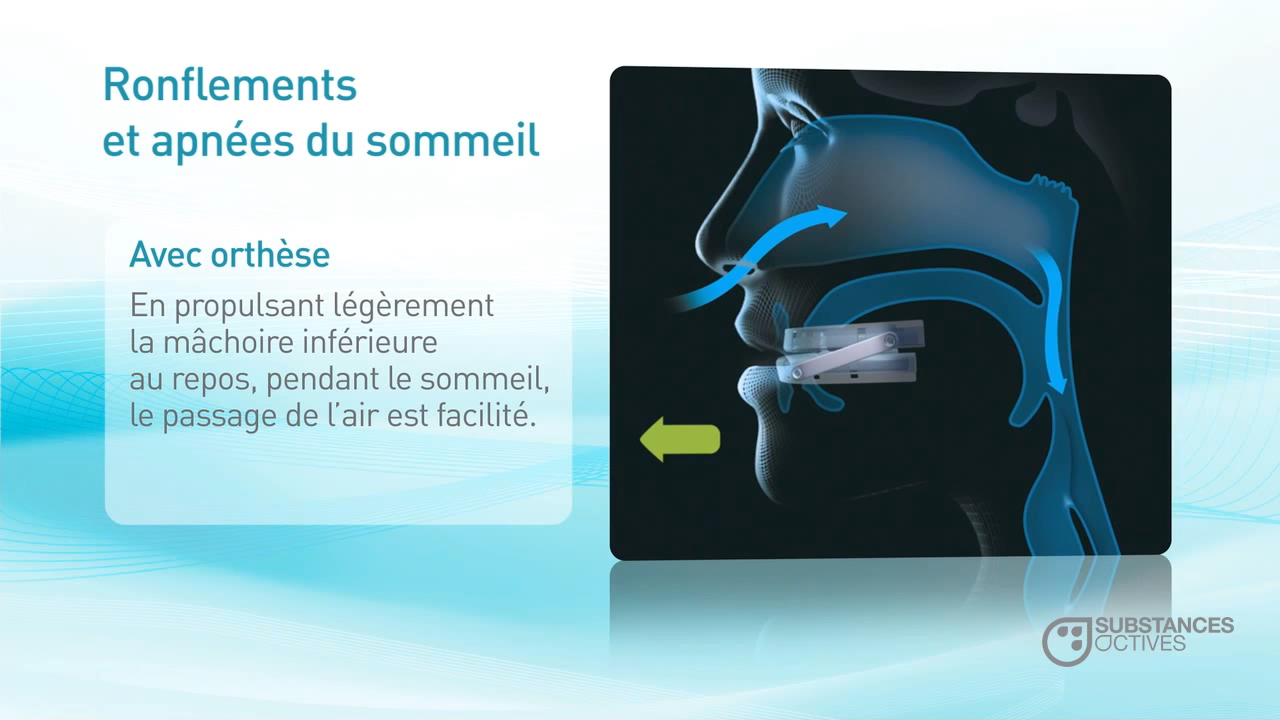 Ronflements
et apnées du sommeil
Avec orthèse
En propulsant légèrement
la mâchoire inférieure
au repos, pendant le sommeil,
le passage de l'air est facilité.
SUBSTANCES
ACTIVES